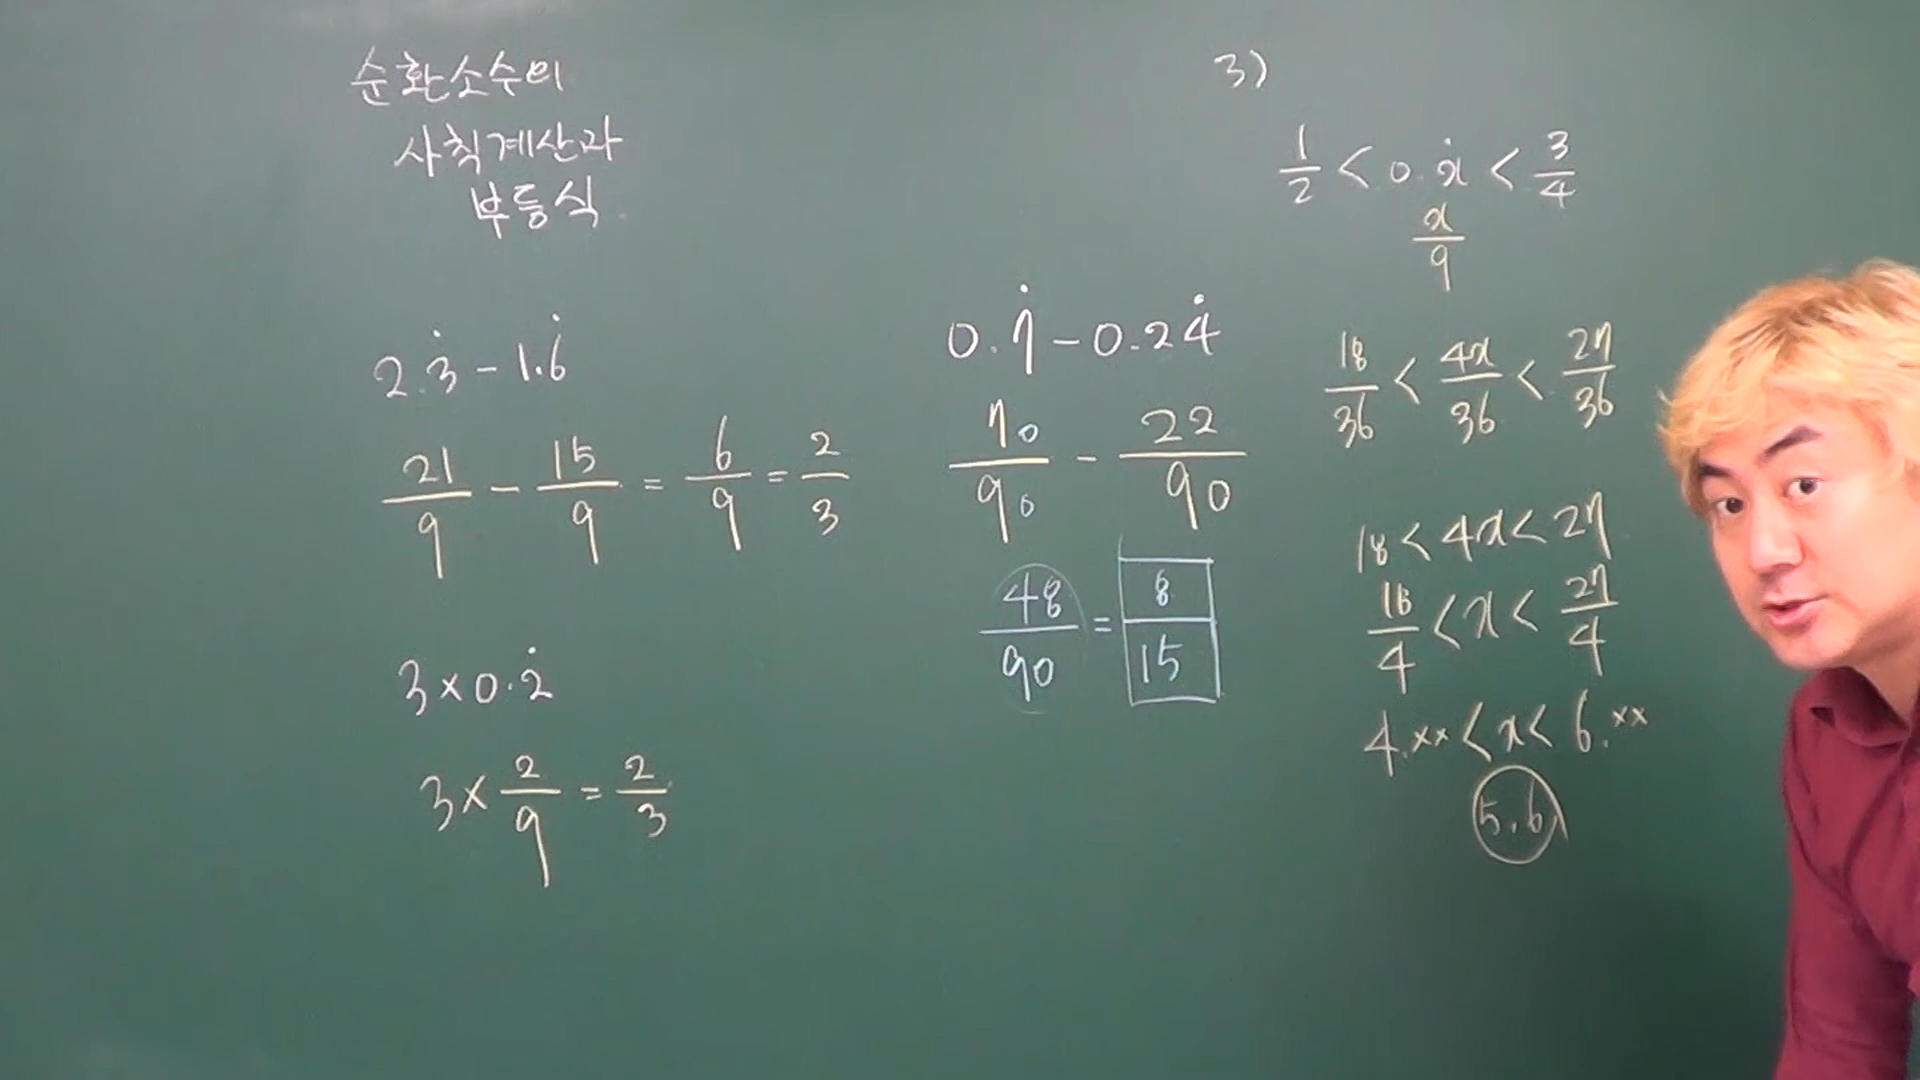 순환소수의
사칙계산과
부등식
2.3̇ - 1.6̇
21/9 - 15/9 = 6/9 = 2/3
3 × 0.2̇
3 × 2/9 = 2/3
0.7̇ - 0.24̇
70/90 - 22/90
48/90 = 8/15
3)
1/2 < 0.ẋ < 3/4
x/9
18/36 < 4x/36 < 27/36
18 < 4x < 27
18/4 < x < 27/4
4.×× < x < 6.××
5, 6